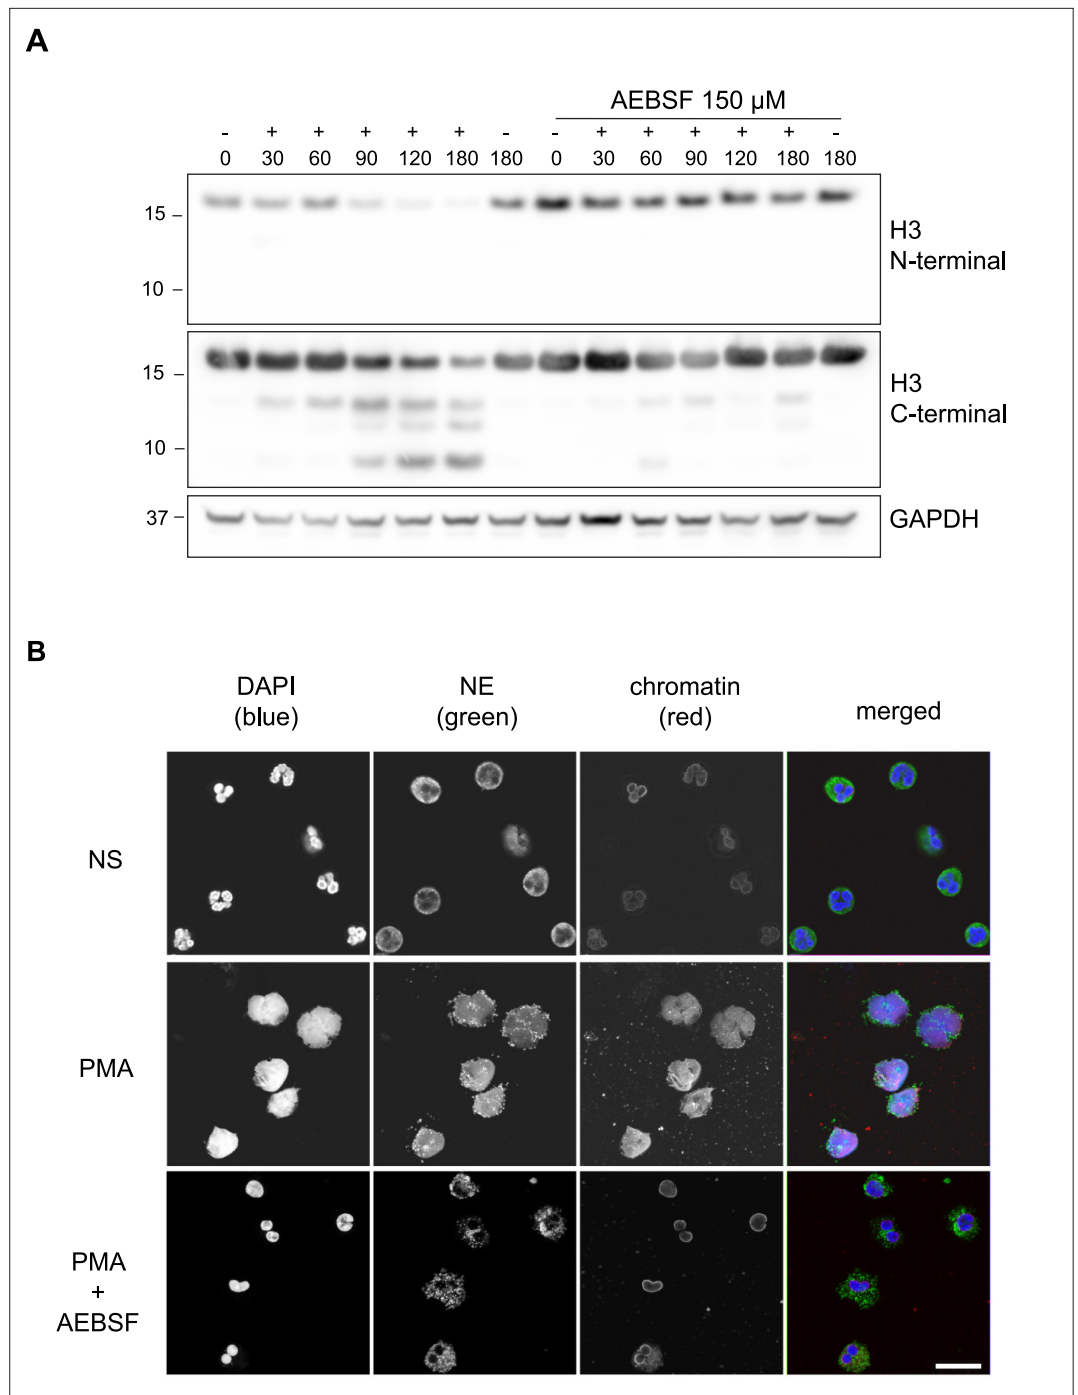 A
AEBSF 150 µM
- + + + + + - - + + + + + -
0 30 60 90 120 180 180 0 30 60 90 120 180 180
15 –
10 –
H3
N-terminal
15 –
10 –
H3
C-terminal
37 –
GAPDH
B
DAPI
(blue)
NE
(green)
chromatin
(red)
merged
NS
PMA
PMA
+
AEBSF